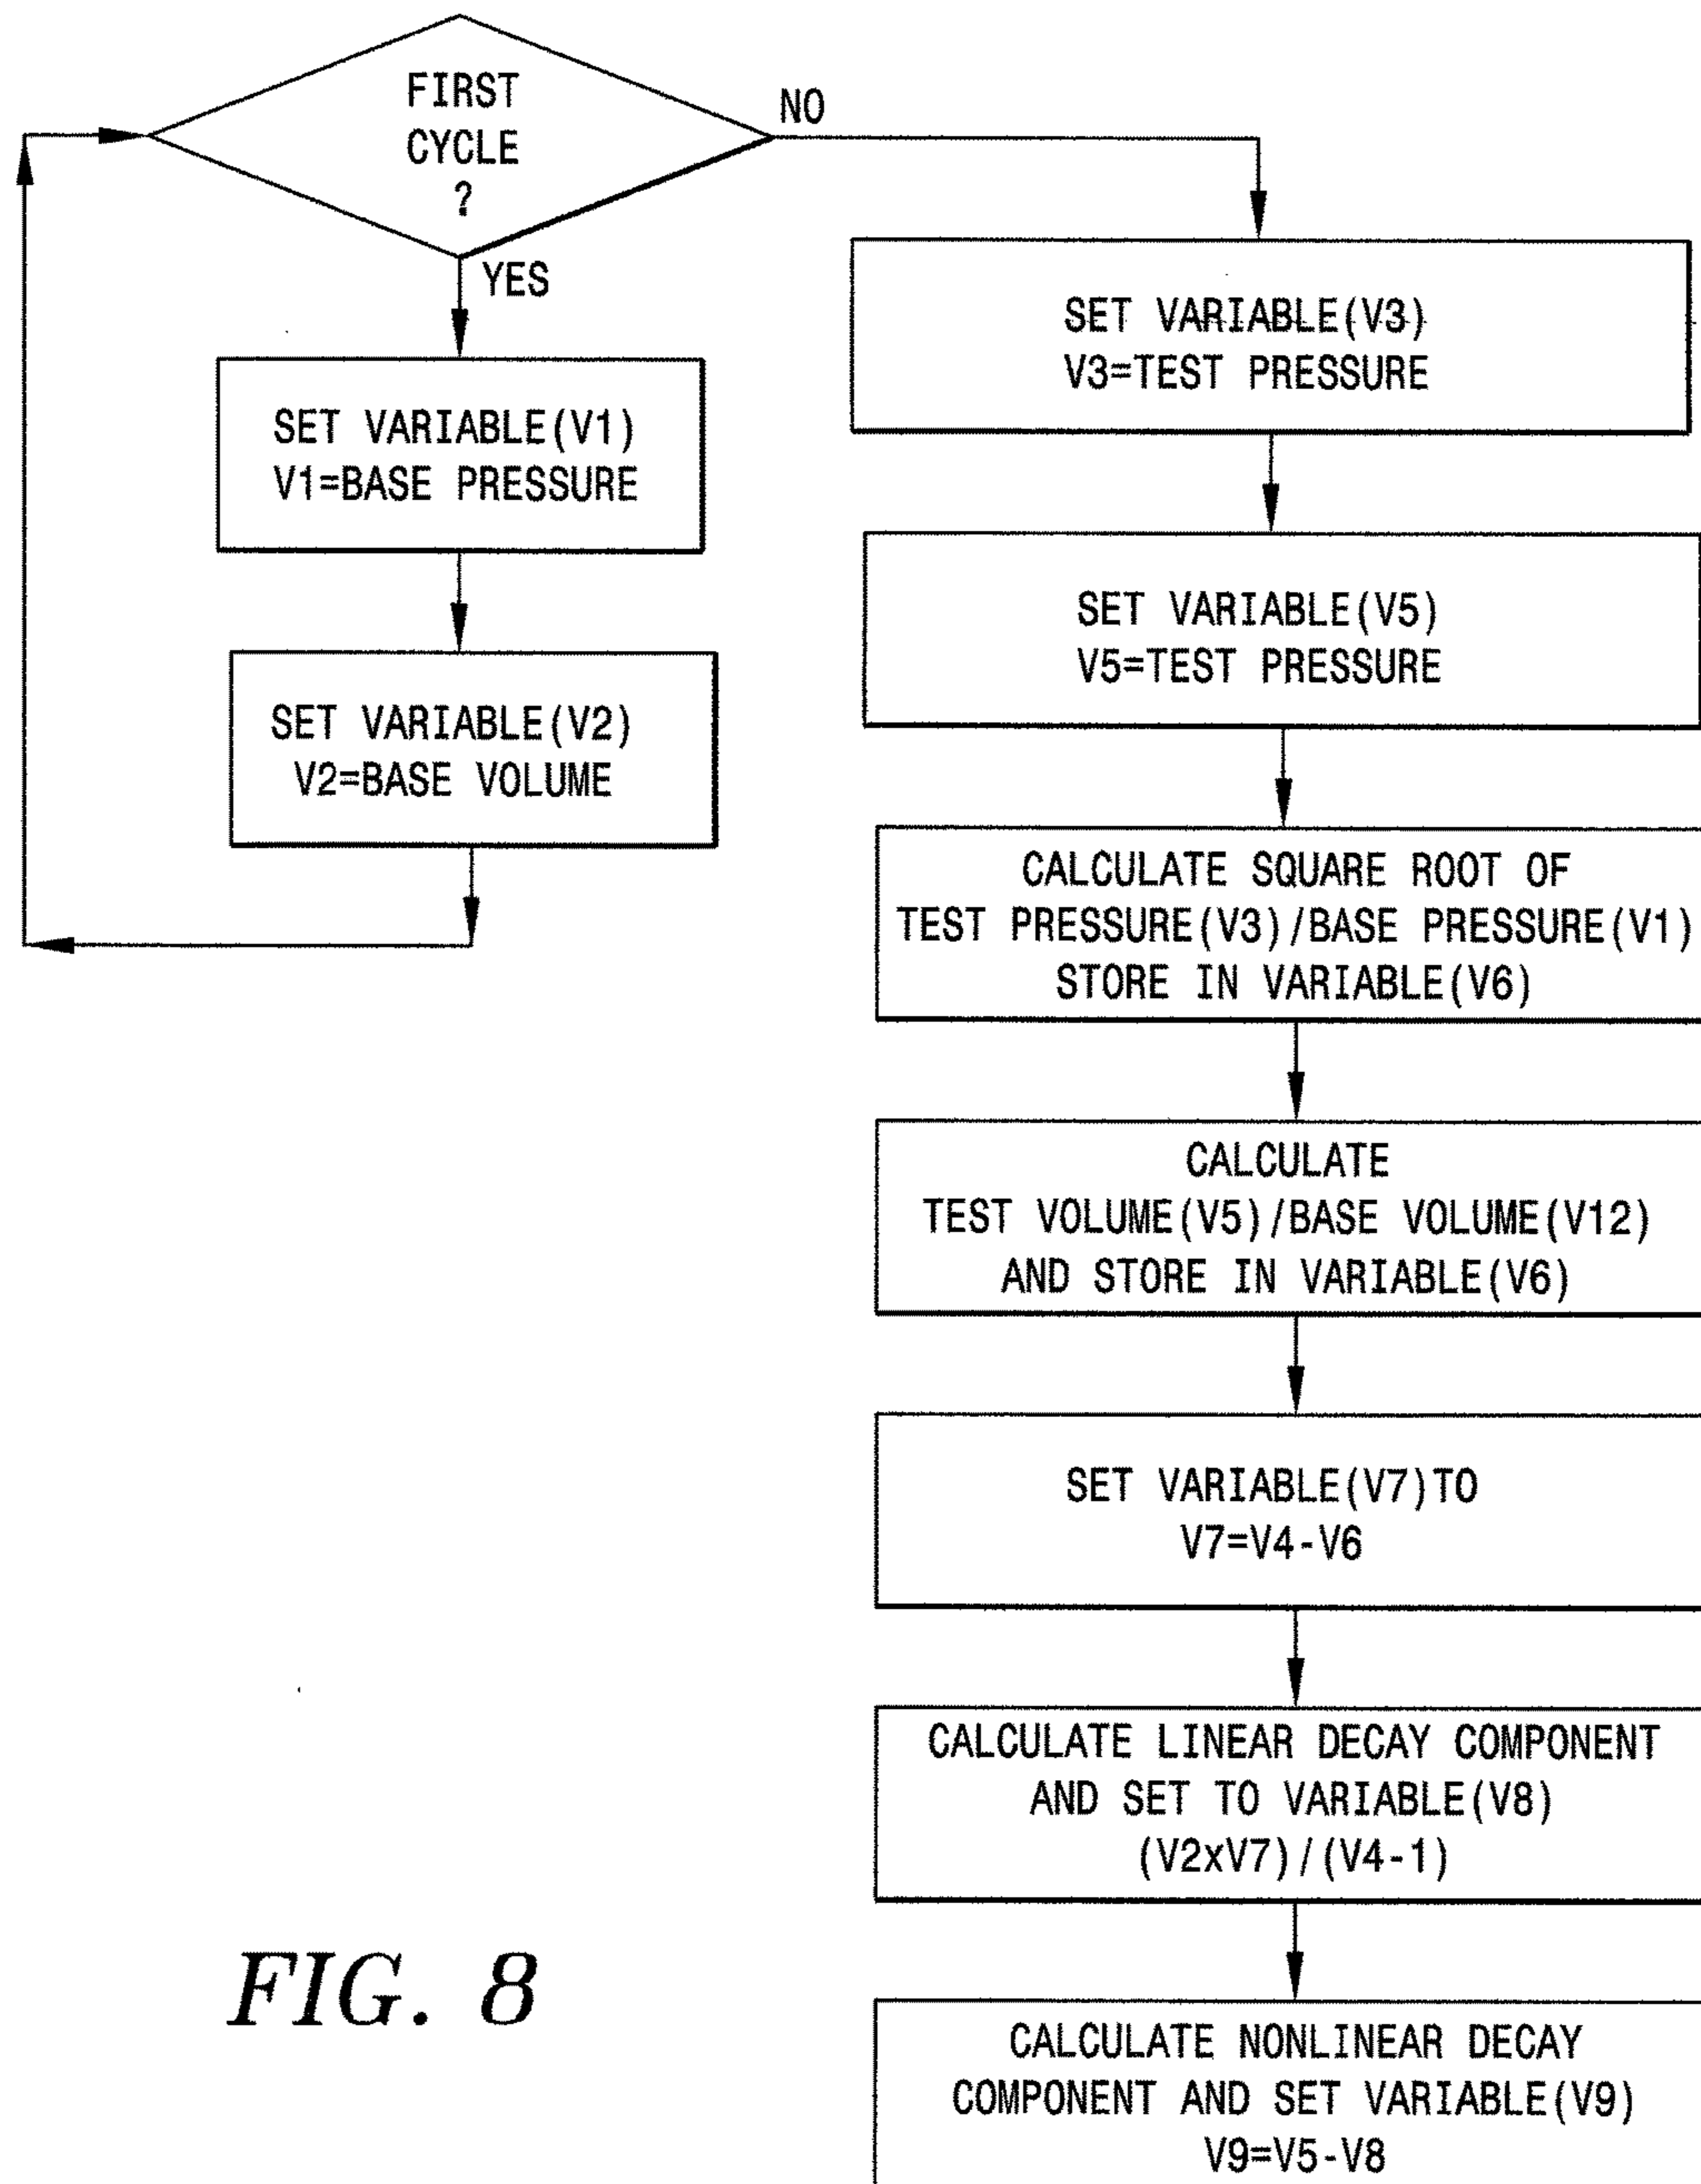 FIRST
CYCLE
?
NO
YES
SET VARIABLE(V1)
V1=BASE PRESSURE
SET VARIABLE(V2)
V2=BASE VOLUME
SET VARIABLE(V3)
V3=TEST PRESSURE
SET VARIABLE(V5)
V5=TEST PRESSURE
CALCULATE SQUARE ROOT OF
TEST PRESSURE(V3)/BASE PRESSURE(V1)
STORE IN VARIABLE(V6)
CALCULATE
TEST VOLUME(V5)/BASE VOLUME(V12)
AND STORE IN VARIABLE(V6)
SET VARIABLE(V7)TO
V7=V4-V6
CALCULATE LINEAR DECAY COMPONENT
AND SET TO VARIABLE(V8)
(V2xV7)/(V4-1)
CALCULATE NONLINEAR DECAY
COMPONENT AND SET VARIABLE(V9)
V9=V5-V8
FIG. 8